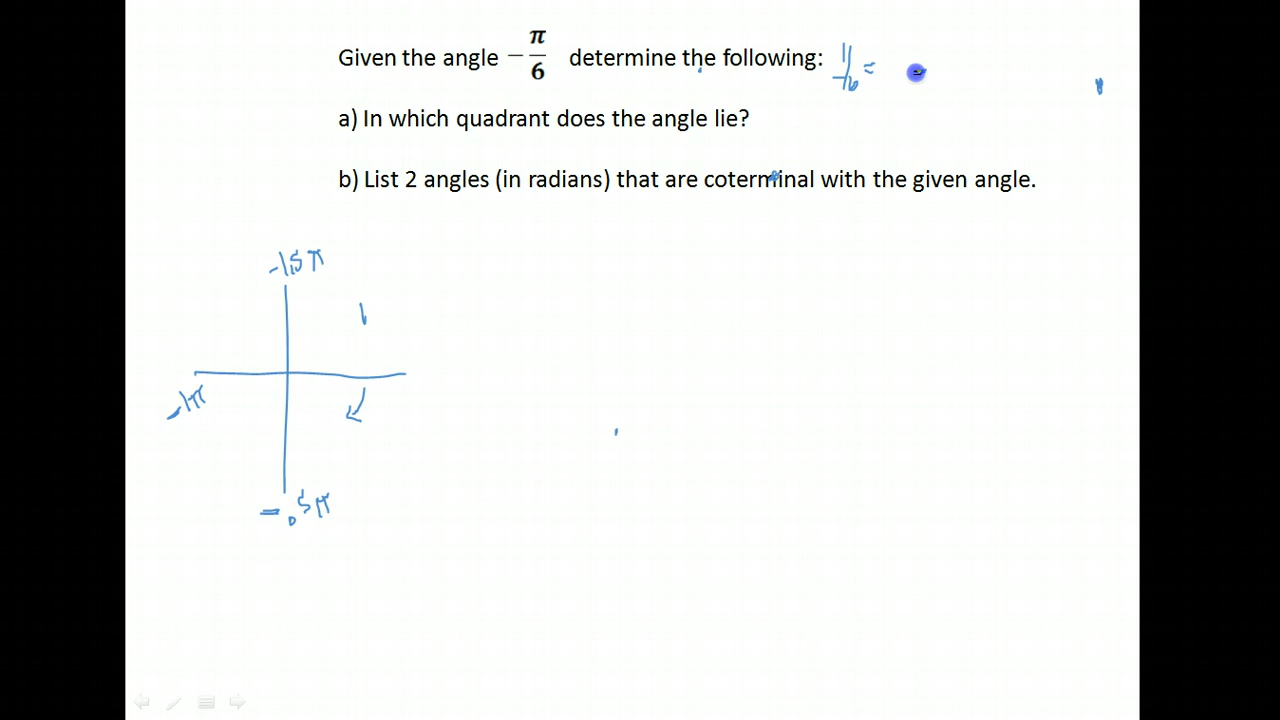 Given the angle −π/6 determine the following:
a) In which quadrant does the angle lie?
b) List 2 angles (in radians) that are coterminal with the given angle.
-1.5π
-1π
-.5π